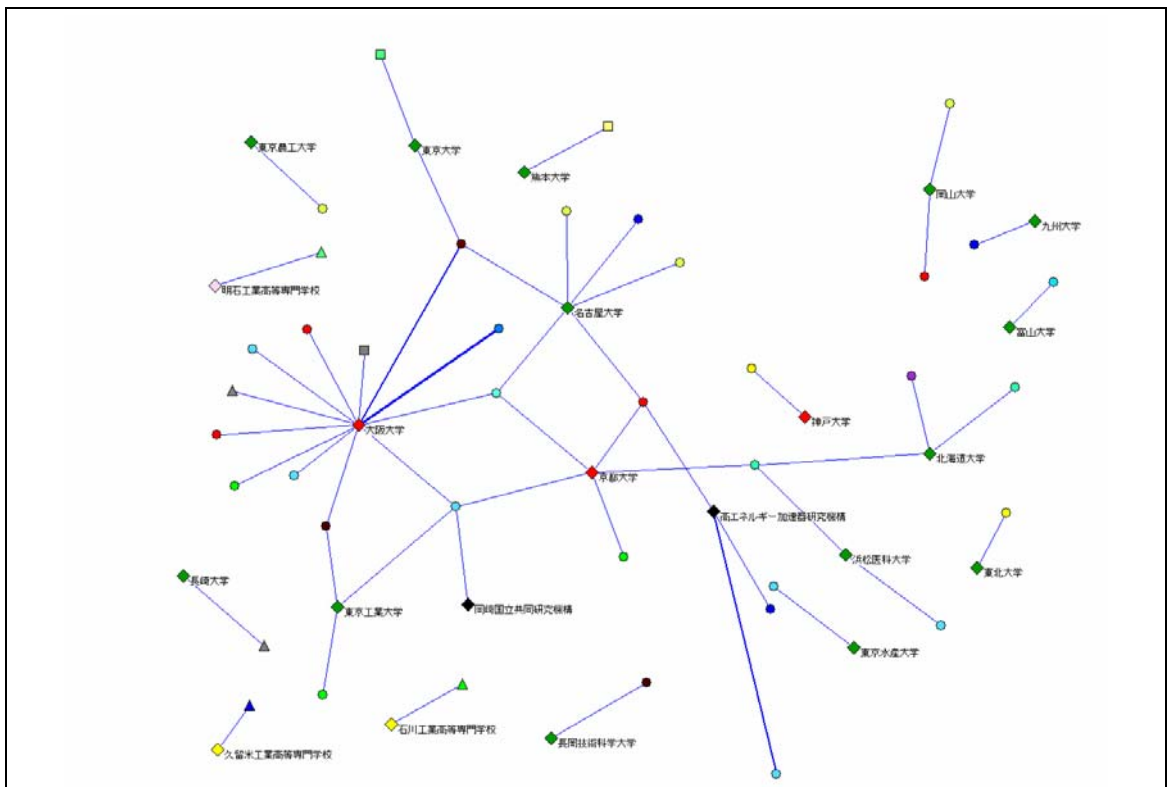 東京農工大学
東京大学
熊本大学
岡山大学
九州大学
明石工業高等専門学校
名古屋大学
富山大学
神戸大学
大阪大学
北海道大学
京都大学
高エネルギー加速器研究機構
浜松医科大学
東北大学
長崎大学
東京工業大学
岡崎国立共同研究機構
東京水産大学
石川工業高等専門学校
長岡技術科学大学
久留米工業高等専門学校